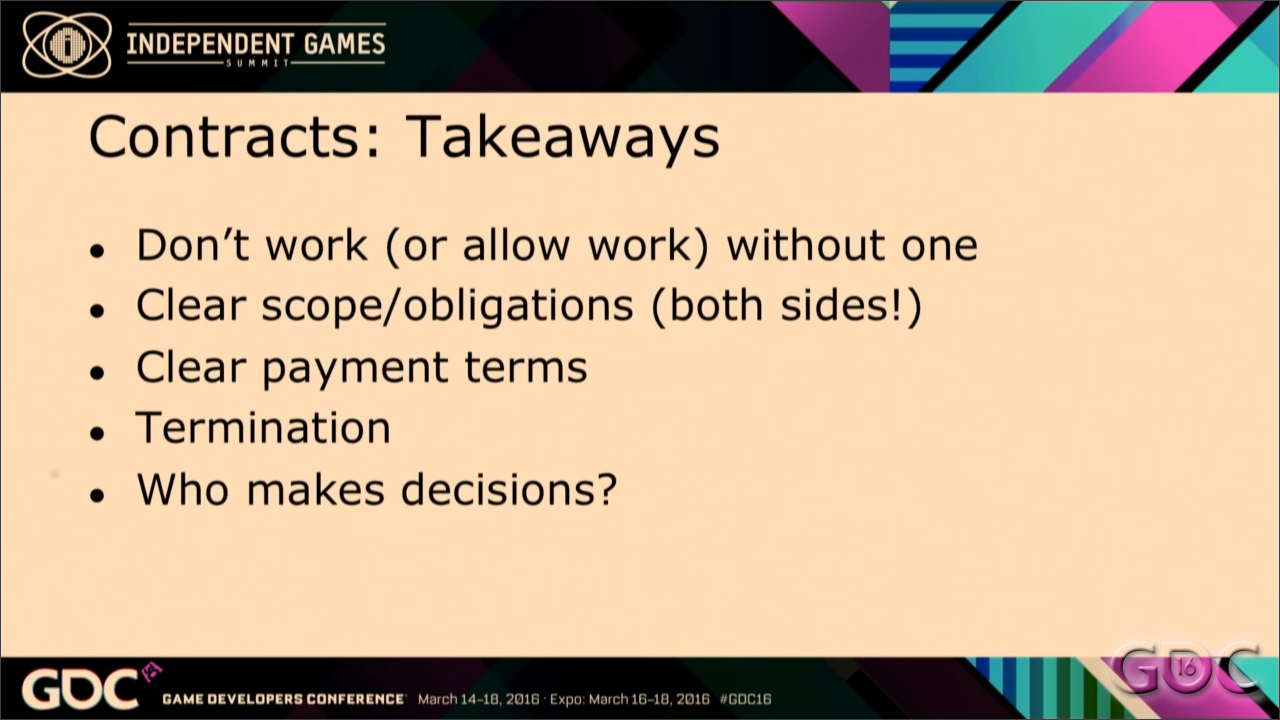 INDEPENDENT GAMES
SUMMIT
Contracts: Takeaways
• Don’t work (or allow work) without one
• Clear scope/obligations (both sides!)
• Clear payment terms
• Termination
• Who makes decisions?
GDC
GAME DEVELOPERS CONFERENCE March 14–18, 2016 · Expo: March 16–18, 2016 #GDC16
GDC 16